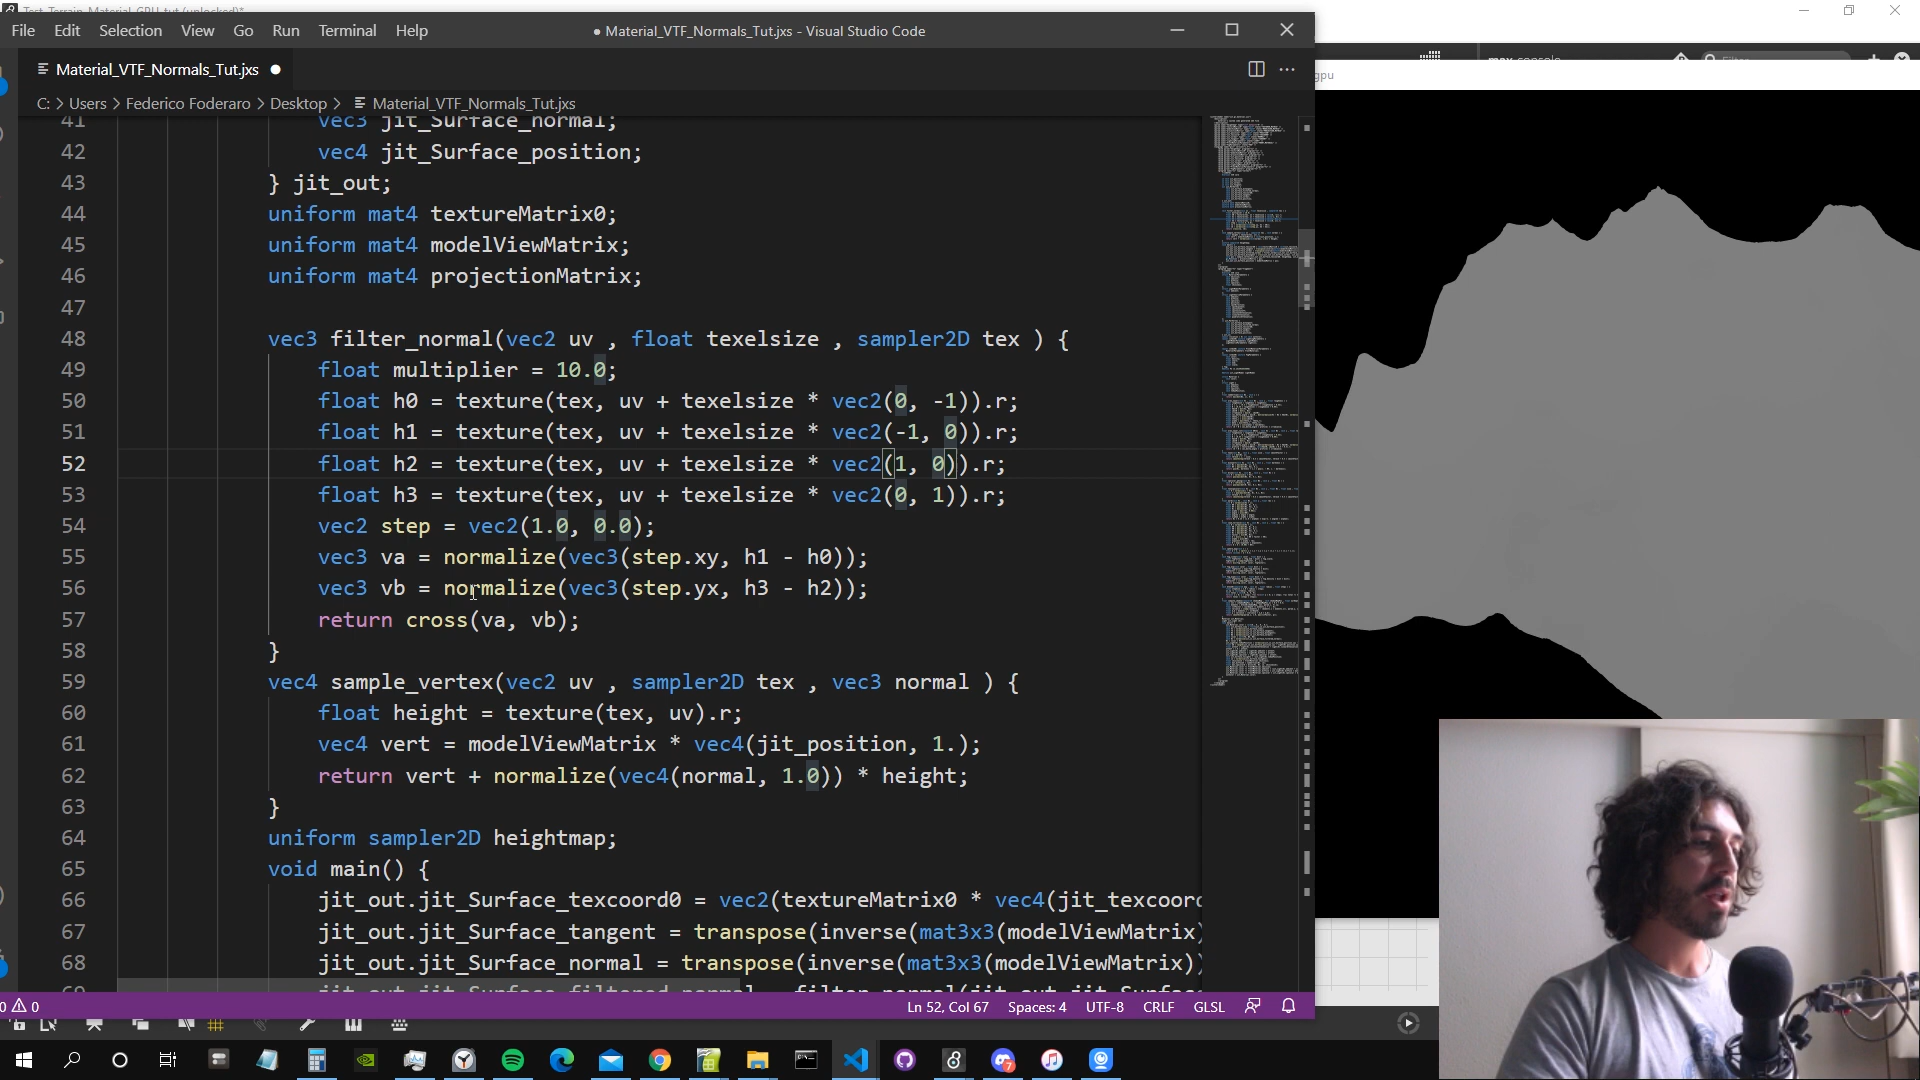 File Edit Selection View Go Run Terminal Help
● Material_VTF_Normals_Tut.jxs - Visual Studio Code
Material_VTF_Normals_Tut.jxs
C: > Users > Federico Foderaro > Desktop > Material_VTF_Normals_Tut.jxs
41 vec3 jit_Surface_normal;
42 vec4 jit_Surface_position;
43 } jit_out;
44 uniform mat4 textureMatrix0;
45 uniform mat4 modelViewMatrix;
46 uniform mat4 projectionMatrix;
47
48 vec3 filter_normal(vec2 uv , float texelsize , sampler2D tex ) {
49 float multiplier = 10.0;
50 float h0 = texture(tex, uv + texelsize * vec2(0, -1)).r;
51 float h1 = texture(tex, uv + texelsize * vec2(-1, 0)).r;
52 float h2 = texture(tex, uv + texelsize * vec2(1, 0)).r;
53 float h3 = texture(tex, uv + texelsize * vec2(0, 1)).r;
54 vec2 step = vec2(1.0, 0.0);
55 vec3 va = normalize(vec3(step.xy, h1 - h0));
56 vec3 vb = normalize(vec3(step.yx, h3 - h2));
57 return cross(va, vb);
58 }
59 vec4 sample_vertex(vec2 uv , sampler2D tex , vec3 normal ) {
60 float height = texture(tex, uv).r;
61 vec4 vert = modelViewMatrix * vec4(jit_position, 1.);
62 return vert + normalize(vec4(normal, 1.0)) * height;
63 }
64 uniform sampler2D heightmap;
65 void main() {
66 jit_out.jit_Surface_texcoord0 = vec2(textureMatrix0 * vec4(jit_texcoord
67 jit_out.jit_Surface_tangent = transpose(inverse(mat3x3(modelViewMatrix)
68 jit_out.jit_Surface_normal = transpose(inverse(mat3x3(modelViewMatrix))
0 0
Ln 52, Col 67 Spaces: 4 UTF-8 CRLF GLSL
gpu